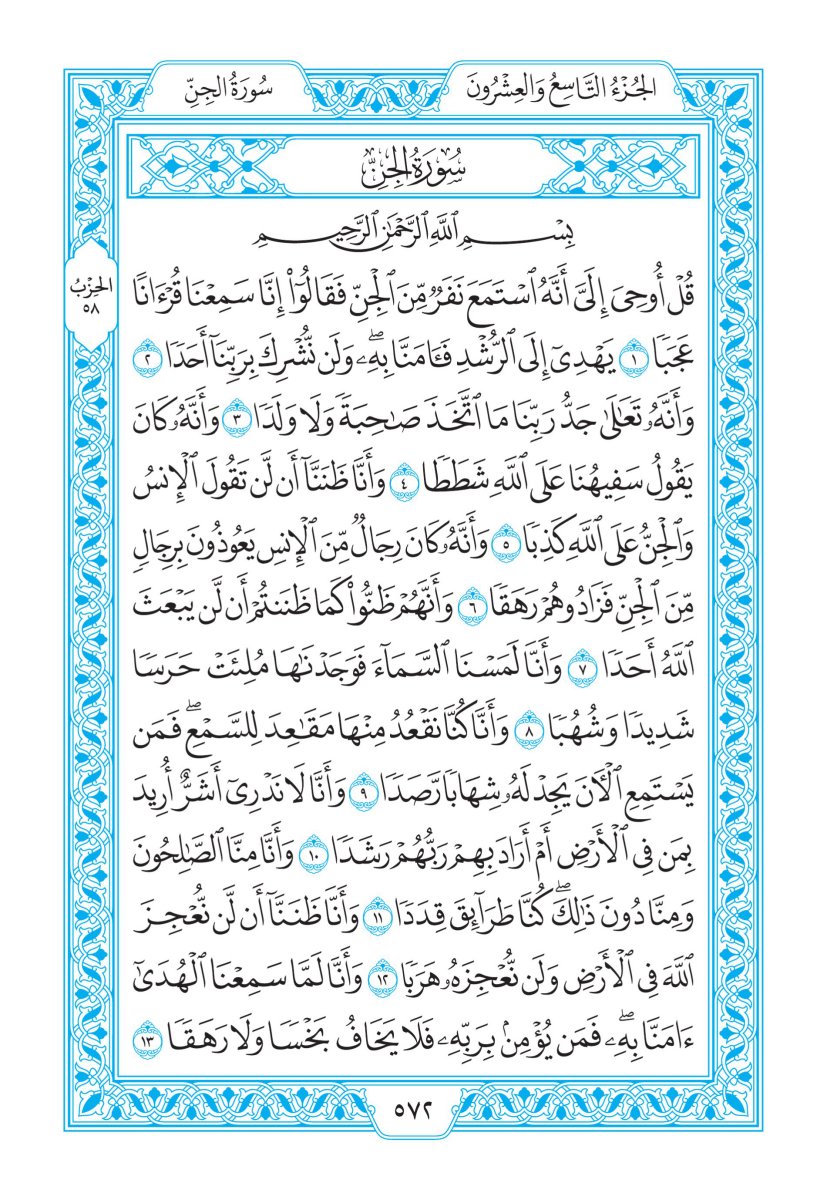 الجُزْءُ التَّاسِعُ وَالعِشْرُونَ
سُورَةُ الجِنِّ
سُورَةُ الجِنِّ
بِسْمِ ٱللَّهِ ٱلرَّحْمَٰنِ ٱلرَّحِيمِ
قُلْ أُوحِيَ إِلَيَّ أَنَّهُ ٱسْتَمَعَ نَفَرٌ مِّنَ ٱلْجِنِّ فَقَالُوٓاْ إِنَّا سَمِعْنَا قُرْءَانًا
عَجَبٗا ١ يَهْدِيٓ إِلَى ٱلرُّشْدِ فَـَٔامَنَّا بِهِۦۖ وَلَن نُّشْرِكَ بِرَبِّنَآ أَحَدٗا ٢
وَأَنَّهُۥ تَعَٰلَىٰ جَدُّ رَبِّنَا مَا ٱتَّخَذَ صَٰحِبَةٗ وَلَا وَلَدٗا ٣ وَأَنَّهُۥ كَانَ
يَقُولُ سَفِيهُنَا عَلَى ٱللَّهِ شَطَطٗا ٤ وَأَنَّا ظَنَنَّآ أَن لَّن تَقُولَ ٱلْإِنسُ
وَٱلْجِنُّ عَلَى ٱللَّهِ كَذِبٗا ٥ وَأَنَّهُۥ كَانَ رِجَالٞ مِّنَ ٱلْإِنسِ يَعُوذُونَ بِرِجَالٖ
مِّنَ ٱلْجِنِّ فَزَادُوهُمْ رَهَقٗا ٦ وَأَنَّهُمْ ظَنُّواْ كَمَا ظَنَنتُمْ أَن لَّن يَبْعَثَ
ٱللَّهُ أَحَدٗا ٧ وَأَنَّا لَمَسْنَا ٱلسَّمَآءَ فَوَجَدْنَٰهَا مُلِئَتْ حَرَسٗا
شَدِيدٗا وَشُهُبٗا ٨ وَأَنَّا كُنَّا نَقْعُدُ مِنْهَا مَقَٰعِدَ لِلسَّمْعِۖ فَمَن
يَسْتَمِعِ ٱلْأٓنَ يَجِدْ لَهُۥ شِهَابٗا رَّصَدٗا ٩ وَأَنَّا لَا نَدْرِيٓ أَشَرٌّ أُرِيدَ
بِمَن فِي ٱلْأَرْضِ أَمْ أَرَادَ بِهِمْ رَبُّهُمْ رَشَدٗا ١٠ وَأَنَّا مِنَّا ٱلصَّٰلِحُونَ
وَمِنَّا دُونَ ذَٰلِكَۖ كُنَّا طَرَآئِقَ قِدَدٗا ١١ وَأَنَّا ظَنَنَّآ أَن لَّن نُّعْجِزَ
ٱللَّهَ فِي ٱلْأَرْضِ وَلَن نُّعْجِزَهُۥ هَرَبٗا ١٢ وَأَنَّا لَمَّا سَمِعْنَا ٱلْهُدَىٰٓ
ءَامَنَّا بِهِۦۖ فَمَن يُؤْمِنۢ بِرَبِّهِۦ فَلَا يَخَافُ بَخْسٗا وَلَا رَهَقٗا ١٣
الحِزْبُ
٥٨
٥٧٢